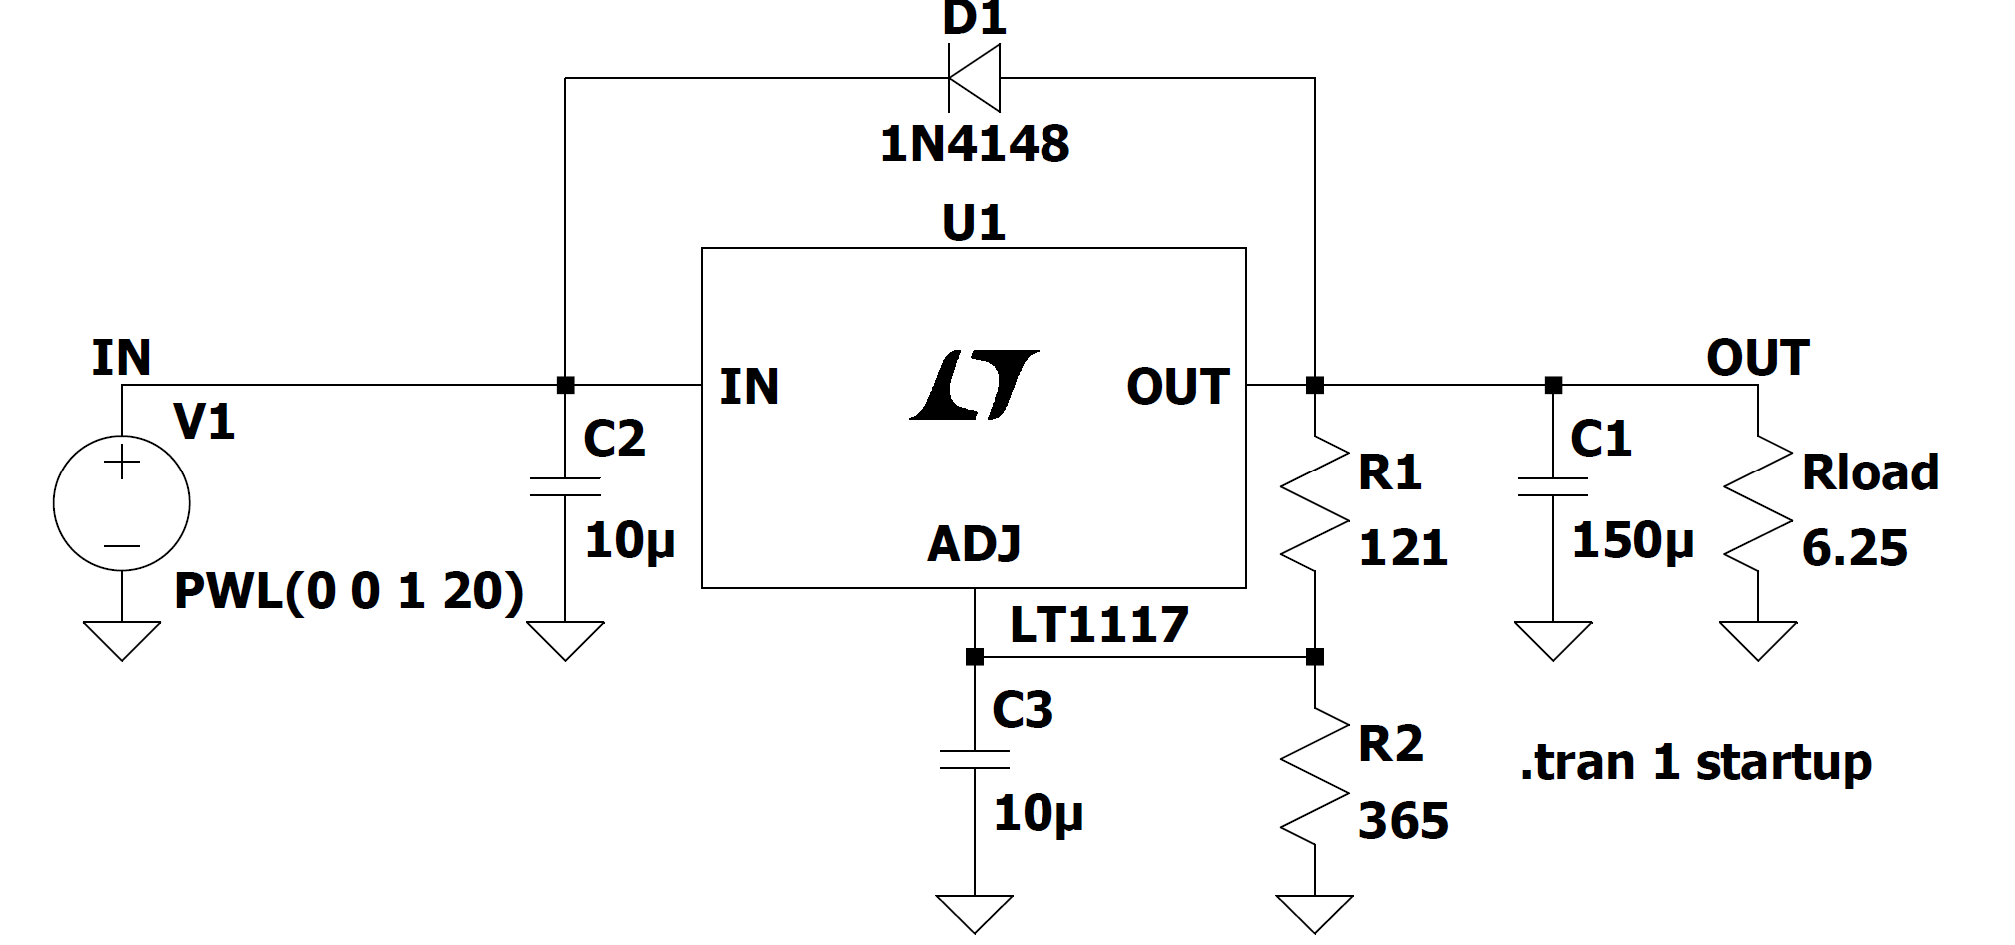 D1
1N4148
U1
IN
V1
PWL(0 0 1 20)
C2
10µ
IN
OUT
ADJ
LT1117
R1
121
C1
150µ
OUT
Rload
6.25
C3
10µ
R2
365
.tran 1 startup